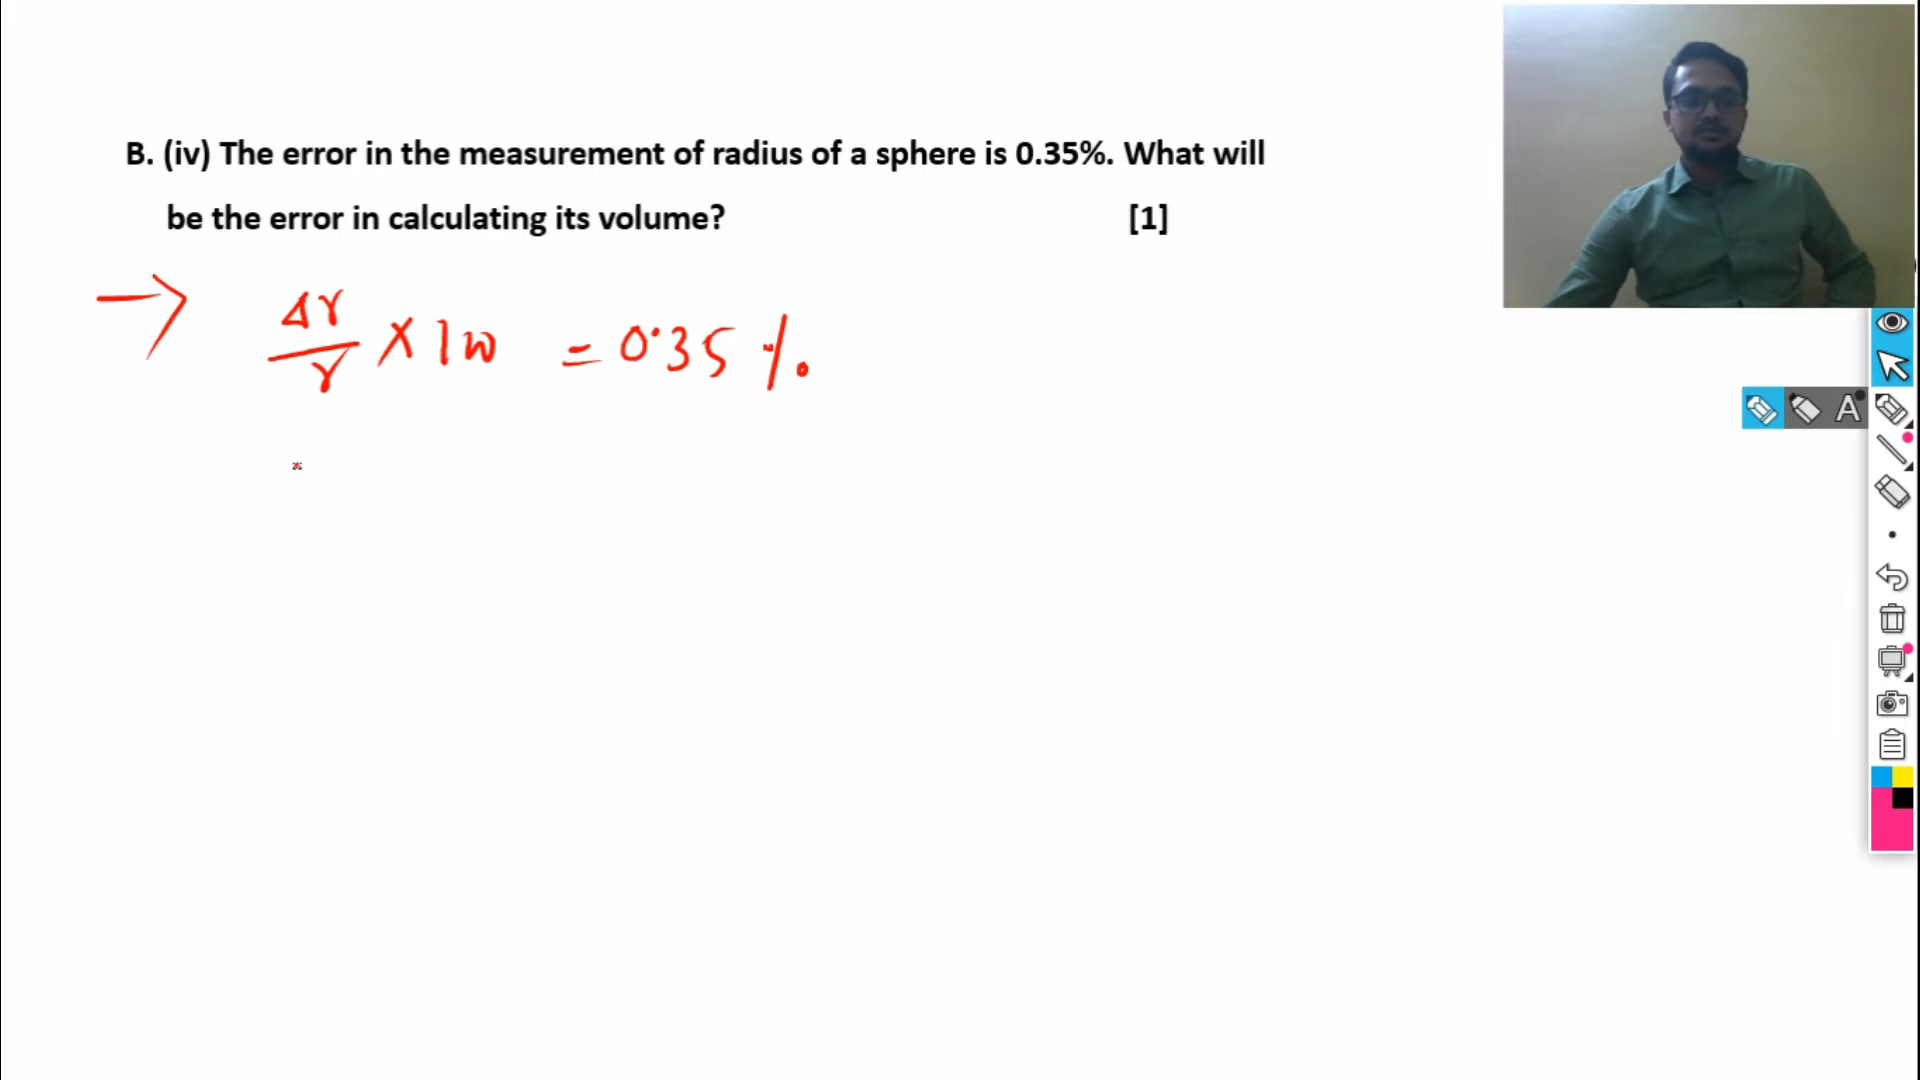 B. (iv) The error in the measurement of radius of a sphere is 0.35%. What will
be the error in calculating its volume? [1]
→ Δr/r × 100 = 0.35 %
A